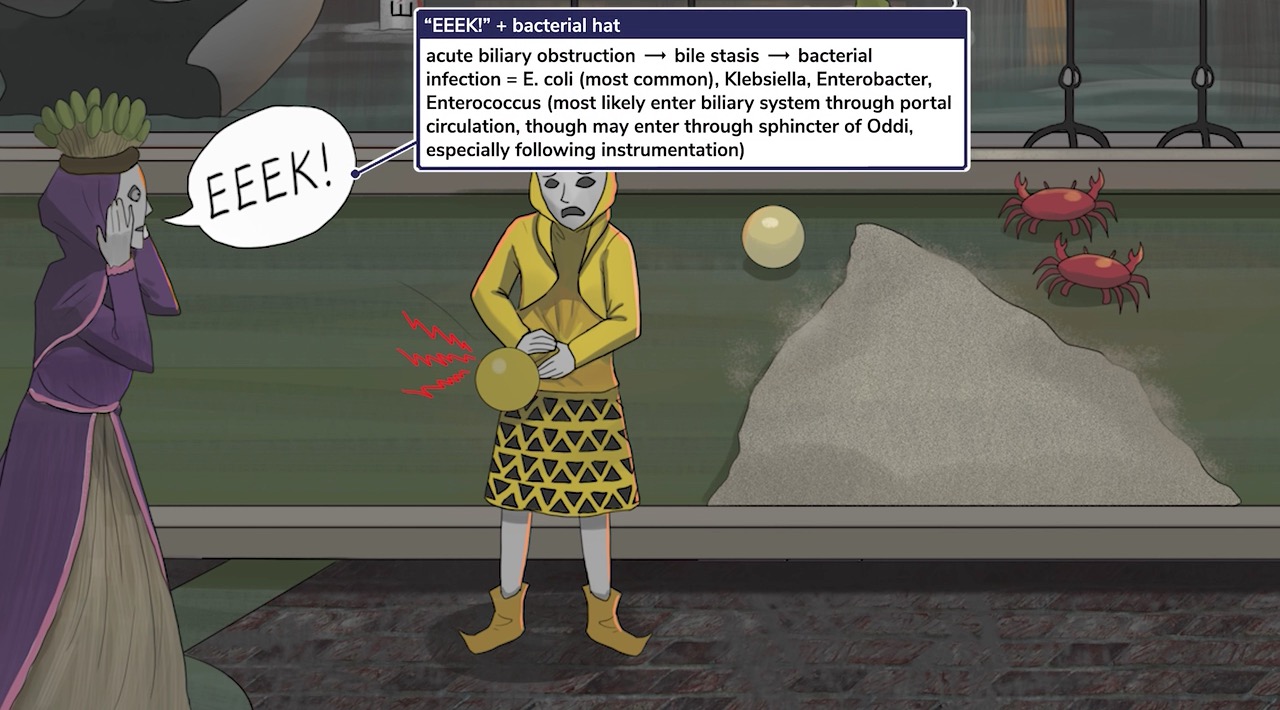 E
“EEEK!” + bacterial hat
acute biliary obstruction → bile stasis → bacterial
infection = E. coli (most common), Klebsiella, Enterobacter,
Enterococcus (most likely enter biliary system through portal
circulation, though may enter through sphincter of Oddi,
especially following instrumentation)
EEEK!